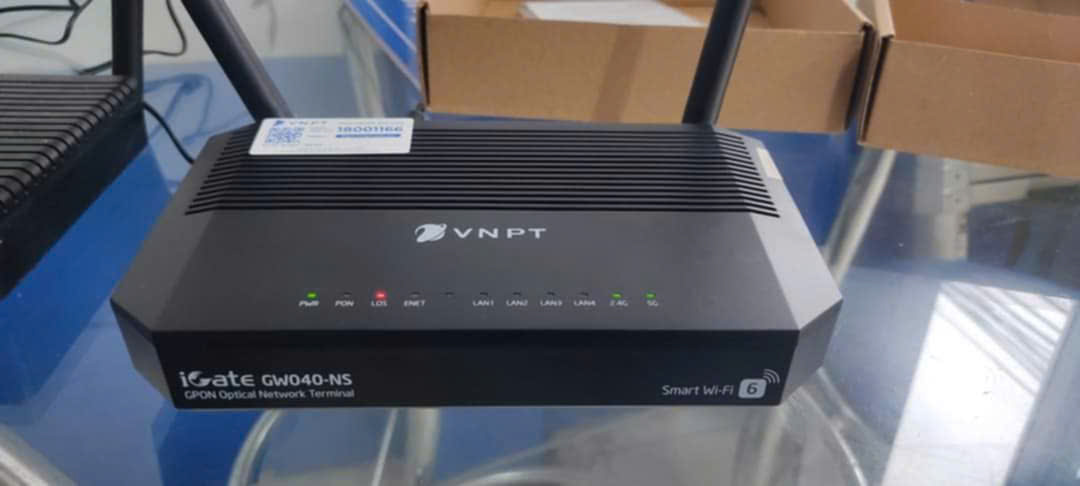 VNPT
18001166
VNPT
PWR PON LOS ENET LAN1 LAN2 LAN3 LAN4 2.4G 5G
iGate GW040-NS
GPON Optical Network Terminal
Smart Wi-Fi 6